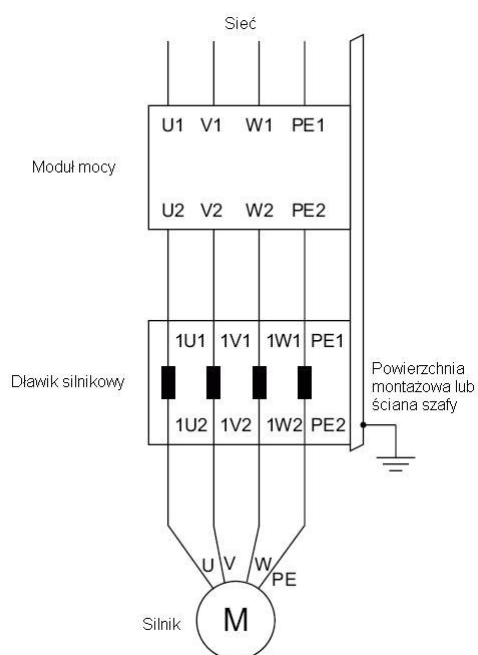 Sieć
U1 V1 W1 PE1
Moduł mocy
U2 V2 W2 PE2
1U1 1V1 1W1 PE1
Dławik silnikowy
Powierzchnia
montażowa lub
ściana szafy
1U2 1V2 1W2 PE2
U V W
PE
M
Silnik